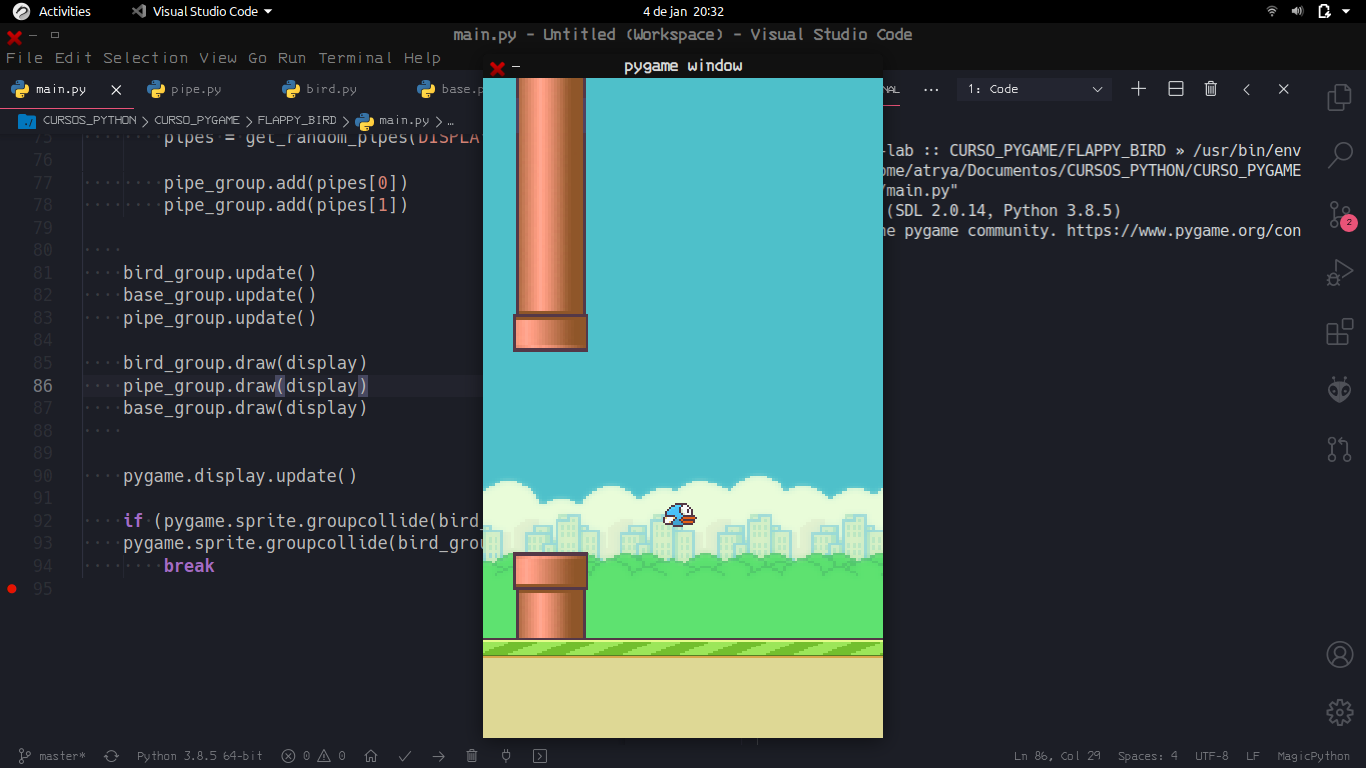 Activities Visual Studio Code 4 de jan 20:32
main.py - Untitled (Workspace) - Visual Studio Code
File Edit Selection View Go Run Terminal Help
pygame window
main.py pipe.py bird.py base.p
NAL ... 1: Code
CURSOS_PYTHON > CURSO_PYGAME > FLAPPY_BIRD > main.py > ...
75 pipes = get_random_pipes(DISPLA
76
77 pipe_group.add(pipes[0])
78 pipe_group.add(pipes[1])
79
80
81 bird_group.update()
82 base_group.update()
83 pipe_group.update()
84
85 bird_group.draw(display)
86 pipe_group.draw(display)
87 base_group.draw(display)
88
89
90 pygame.display.update()
91
92 if (pygame.sprite.groupcollide(bird_
93 pygame.sprite.groupcollide(bird_grou
94 break
95
-lab :: CURSO_PYGAME/FLAPPY_BIRD » /usr/bin/env
ome/atrya/Documentos/CURSOS_PYTHON/CURSO_PYGAME
/main.py"
(SDL 2.0.14, Python 3.8.5)
e pygame community. https://www.pygame.org/con
2
master* Python 3.8.5 64-bit 0 0 Ln 86, Col 29 Spaces: 4 UTF-8 LF MagicPython